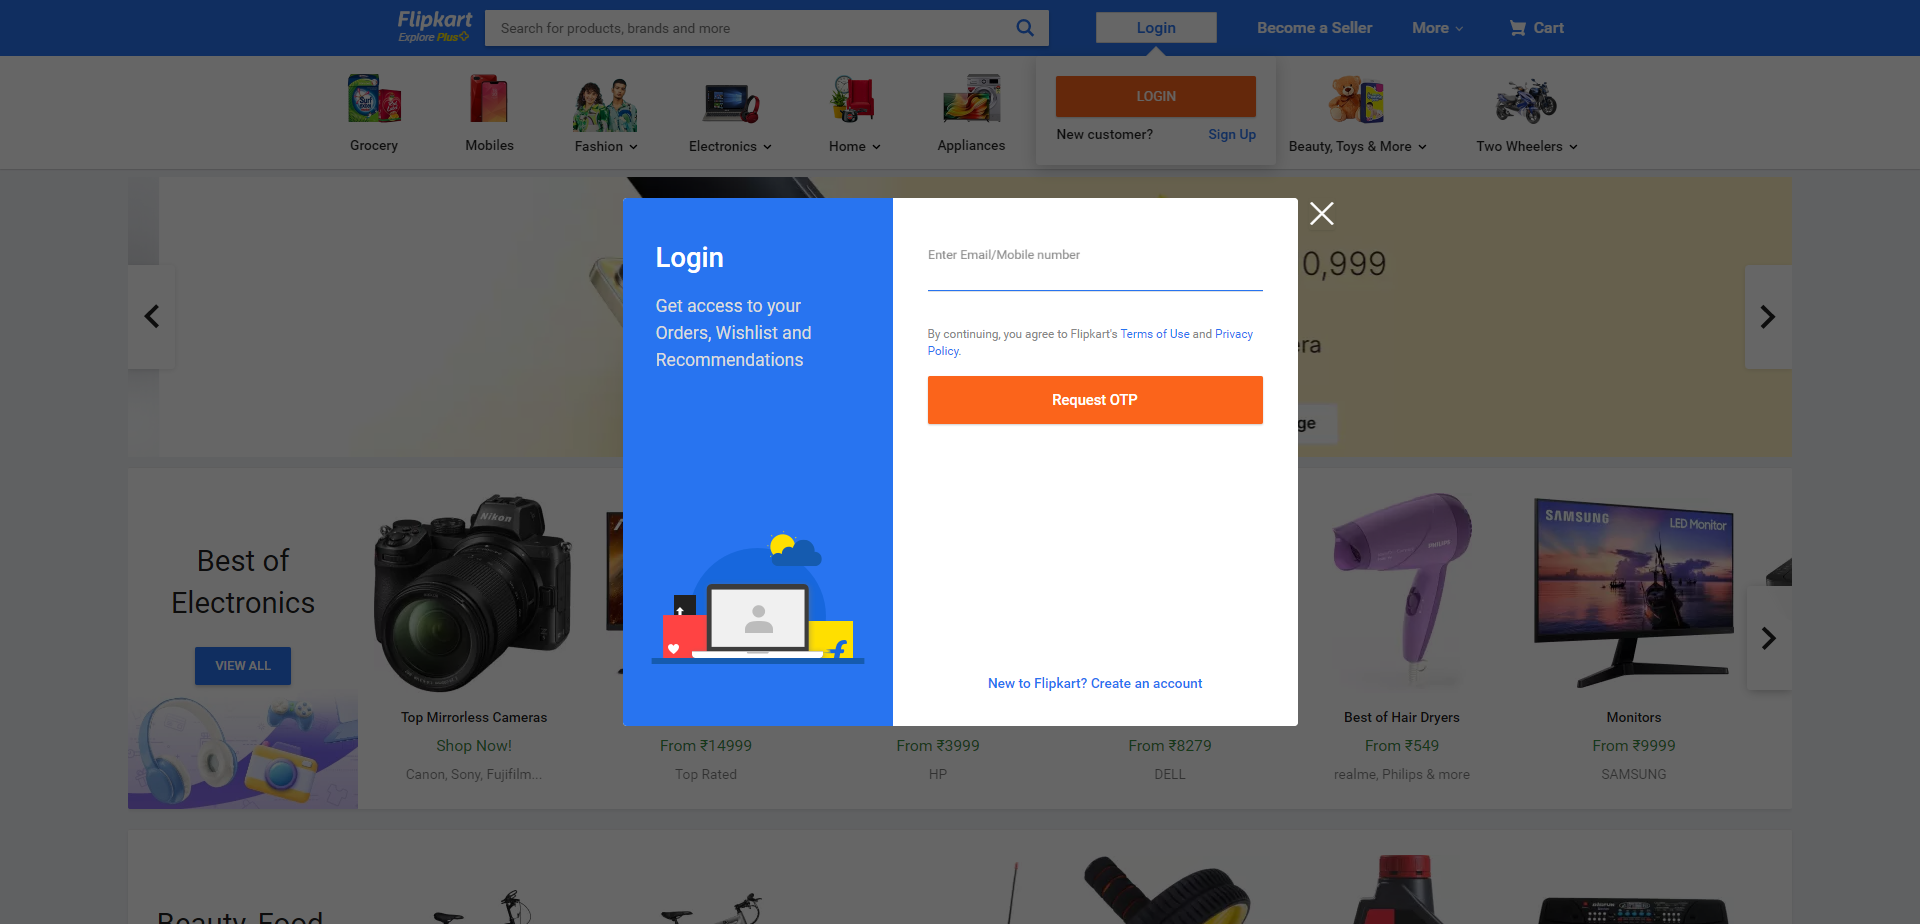 Flipkart
Explore Plus
Search for products, brands and more
Login
Become a Seller
More
Cart
LOGIN
New customer?
Sign Up
Grocery
Mobiles
Fashion
Electronics
Home
Appliances
Beauty, Toys & More
Two Wheelers
Login
Get access to your
Orders, Wishlist and
Recommendations
Enter Email/Mobile number
By continuing, you agree to Flipkart's Terms of Use and Privacy
Policy.
Request OTP
New to Flipkart? Create an account
0,999
era
ge
Best of
Electronics
VIEW ALL
Nikon
PHILIPS
SAMSUNG
LED Monitor
Top Mirrorless Cameras
Shop Now!
Canon, Sony, Fujifilm...
From ₹14999
Top Rated
From ₹3999
HP
From ₹8279
DELL
Best of Hair Dryers
From ₹549
realme, Philips & more
Monitors
From ₹9999
SAMSUNG
Beauty, Food